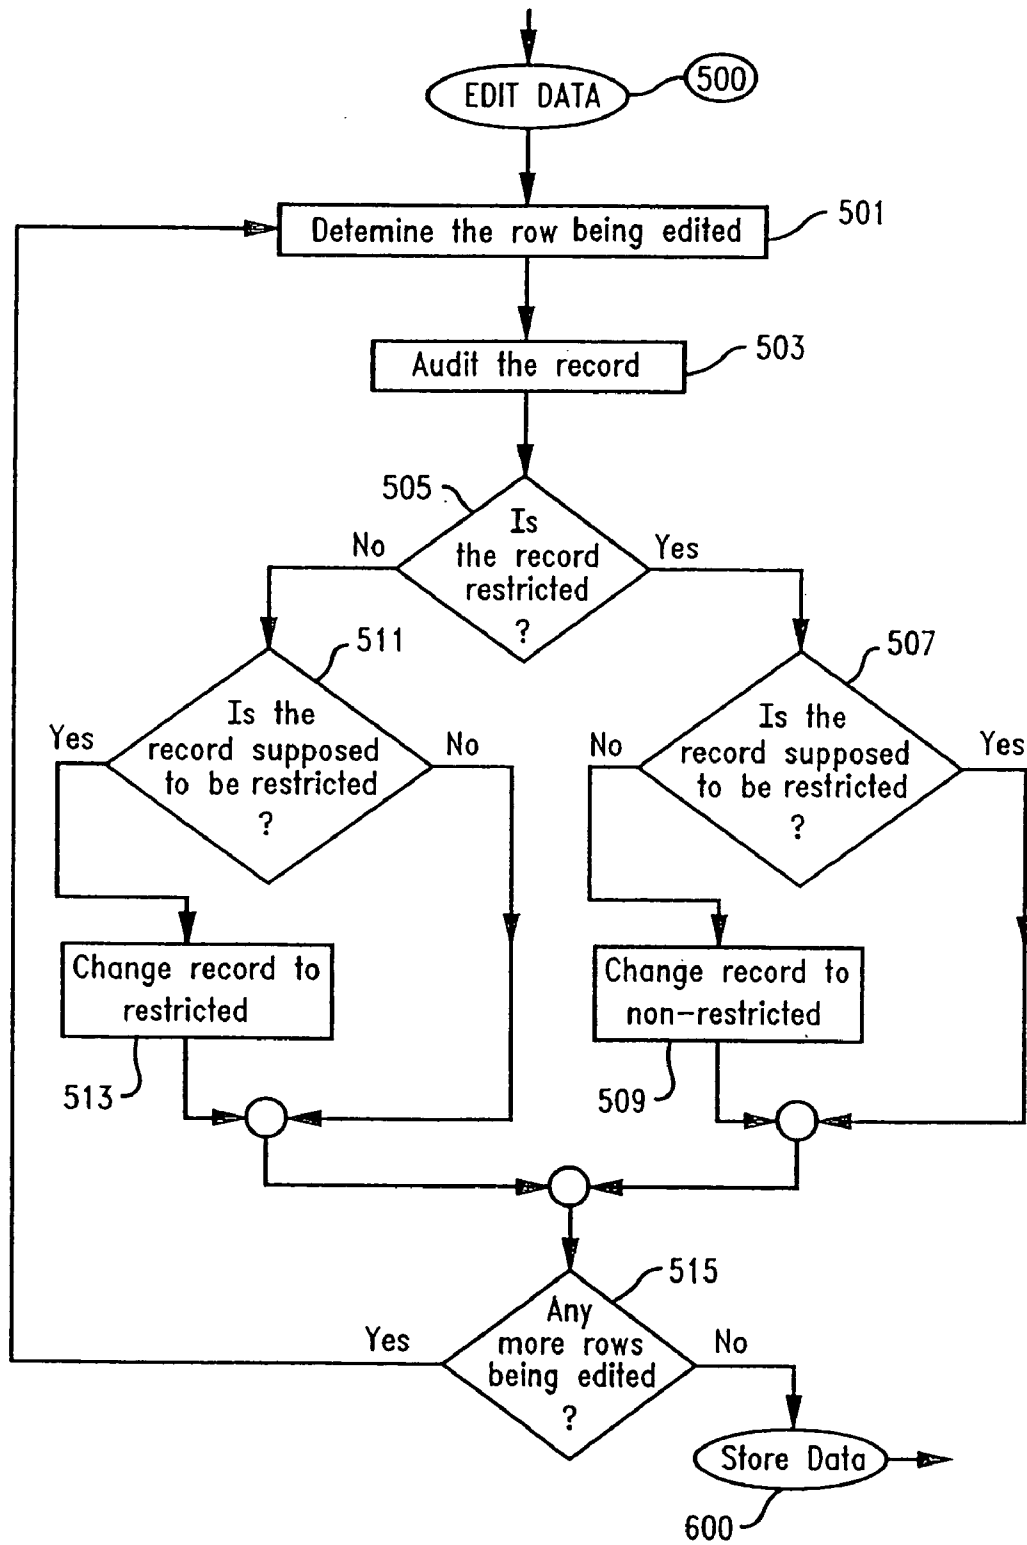 EDIT DATA
500
Detemine the row being edited
501
Audit the record
503
505
Is
the record
restricted
?
No
Yes
511
Is the
record supposed
to be restricted
?
Yes
No
507
Is the
record supposed
to be restricted
?
No
Yes
Change record to
restricted
513
Change record to
non-restricted
509
515
Any
more rows
being edited
?
Yes
No
Store Data
600